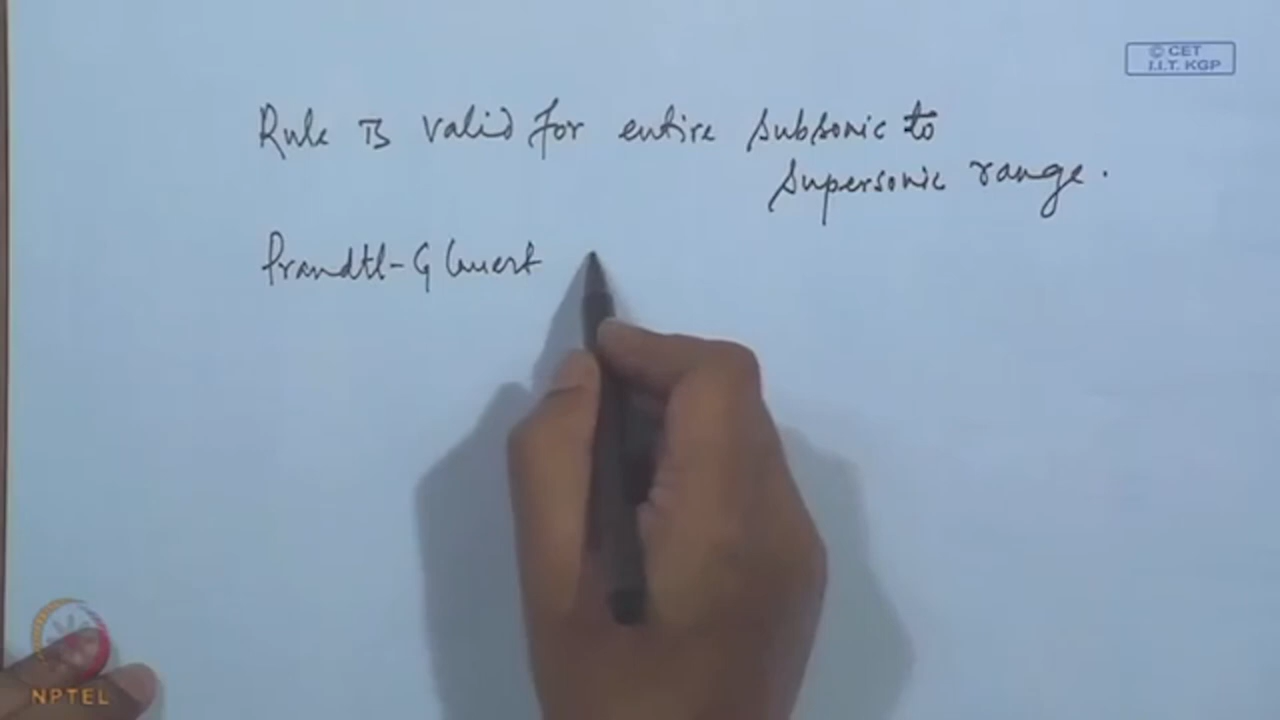 © CET
I.I.T. KGP
Rule is valid for entire subsonic to
supersonic range.
Prandtl-Glauert
NPTEL